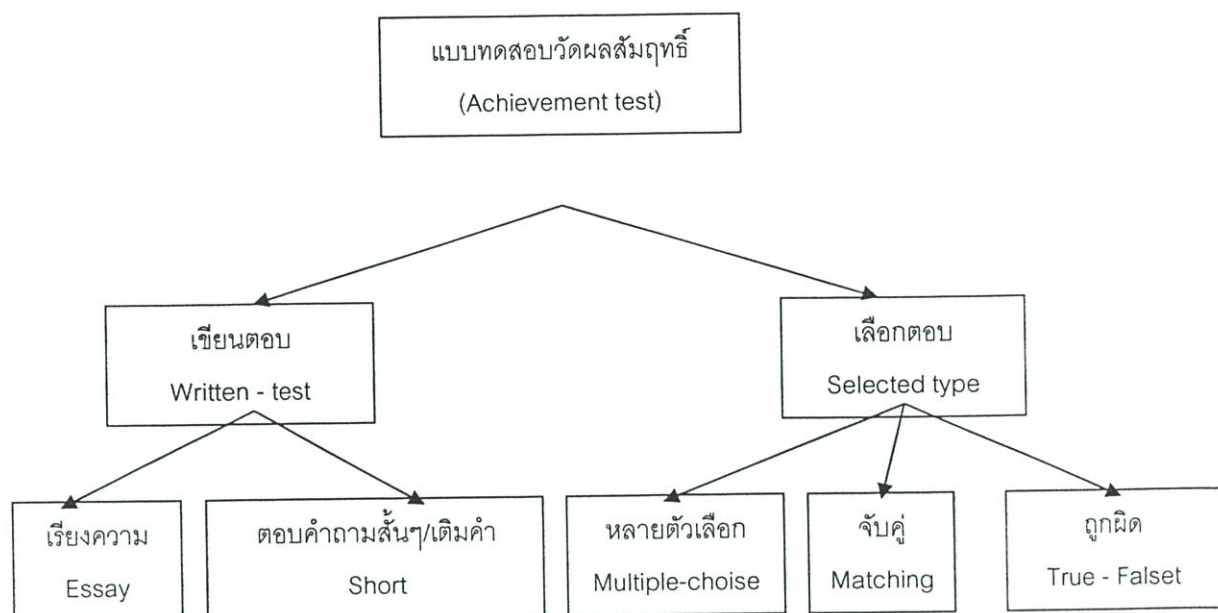 แบบทดสอบวัดผลสัมฤทธิ์
(Achievement test)
เขียนตอบ
Written - test
เลือกตอบ
Selected type
เรียงความ
Essay
ตอบคำถามสั้นๆ/เติมคำ
Short
หลายตัวเลือก
Multiple-choise
จับคู่
Matching
ถูกผิด
True - Falset